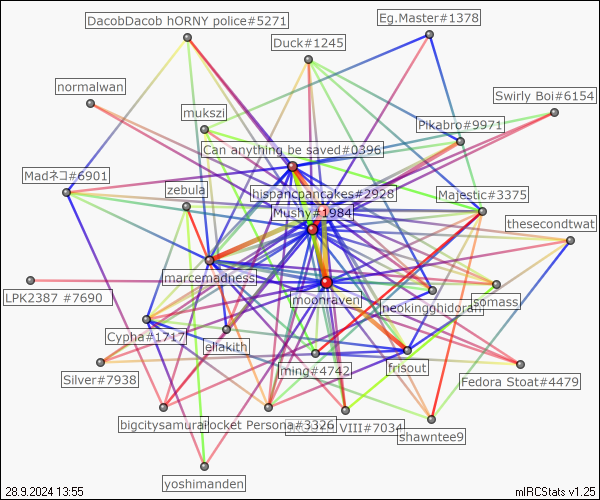 DacobDacob hORNY police#5271
Eg.Master#1378
Duck#1245
normalwan
Swirly Boi#6154
mukszi
Pikabro#9971
Can anything be saved#0396
Madネコ#6901
zebula
hispancpancakes#2928
Majestic#3375
Mushy#1984
thesecondtwat
marcemadness
LPK2387 #7690
moonraven
neokingghidorah
somass
Cypha#1717
eliakith
ming#4742
frisout
Silver#7938
Fedora Stoat#4479
bigcitysamurai
Pocket Persona#3326
VIII#7034
shawntee9
yoshimanden
28.9.2024 13:55
mIRCStats v1.25